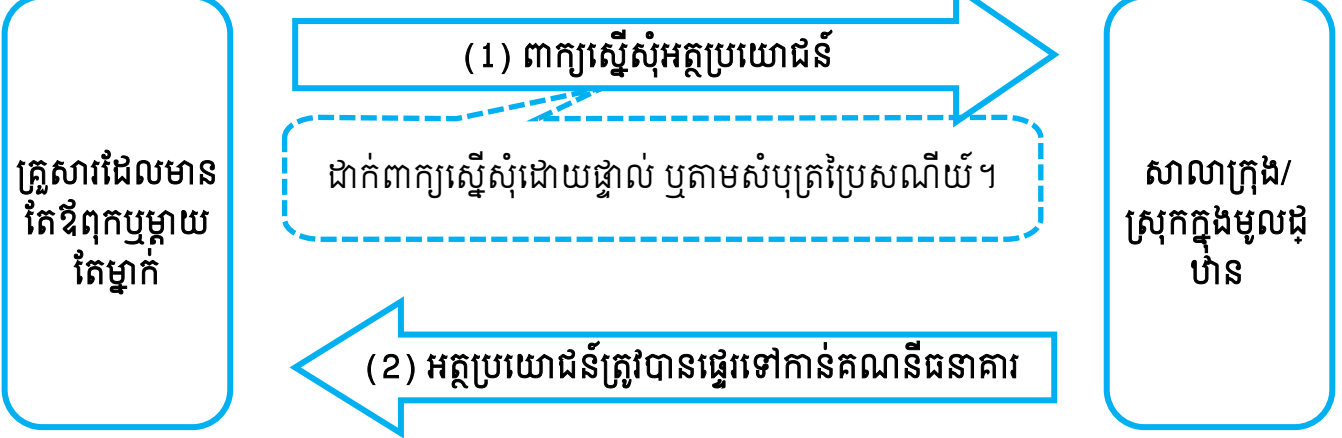 (1) ពាក្យស្នើសុំអត្ថប្រយោជន៍
ដាក់ពាក្យស្នើសុំដោយផ្ទាល់ ឬតាមសំបុត្រប្រៃសណីយ៍។
គ្រួសារដែលមាន
តែឪពុកឬម្តាយ
តែម្នាក់
សាលាក្រុង/
ស្រុកក្នុងមូលដ្
ឋាន
(2) អត្ថប្រយោជន៍ត្រូវបានផ្ទេរទៅកាន់គណនីធនាគារ